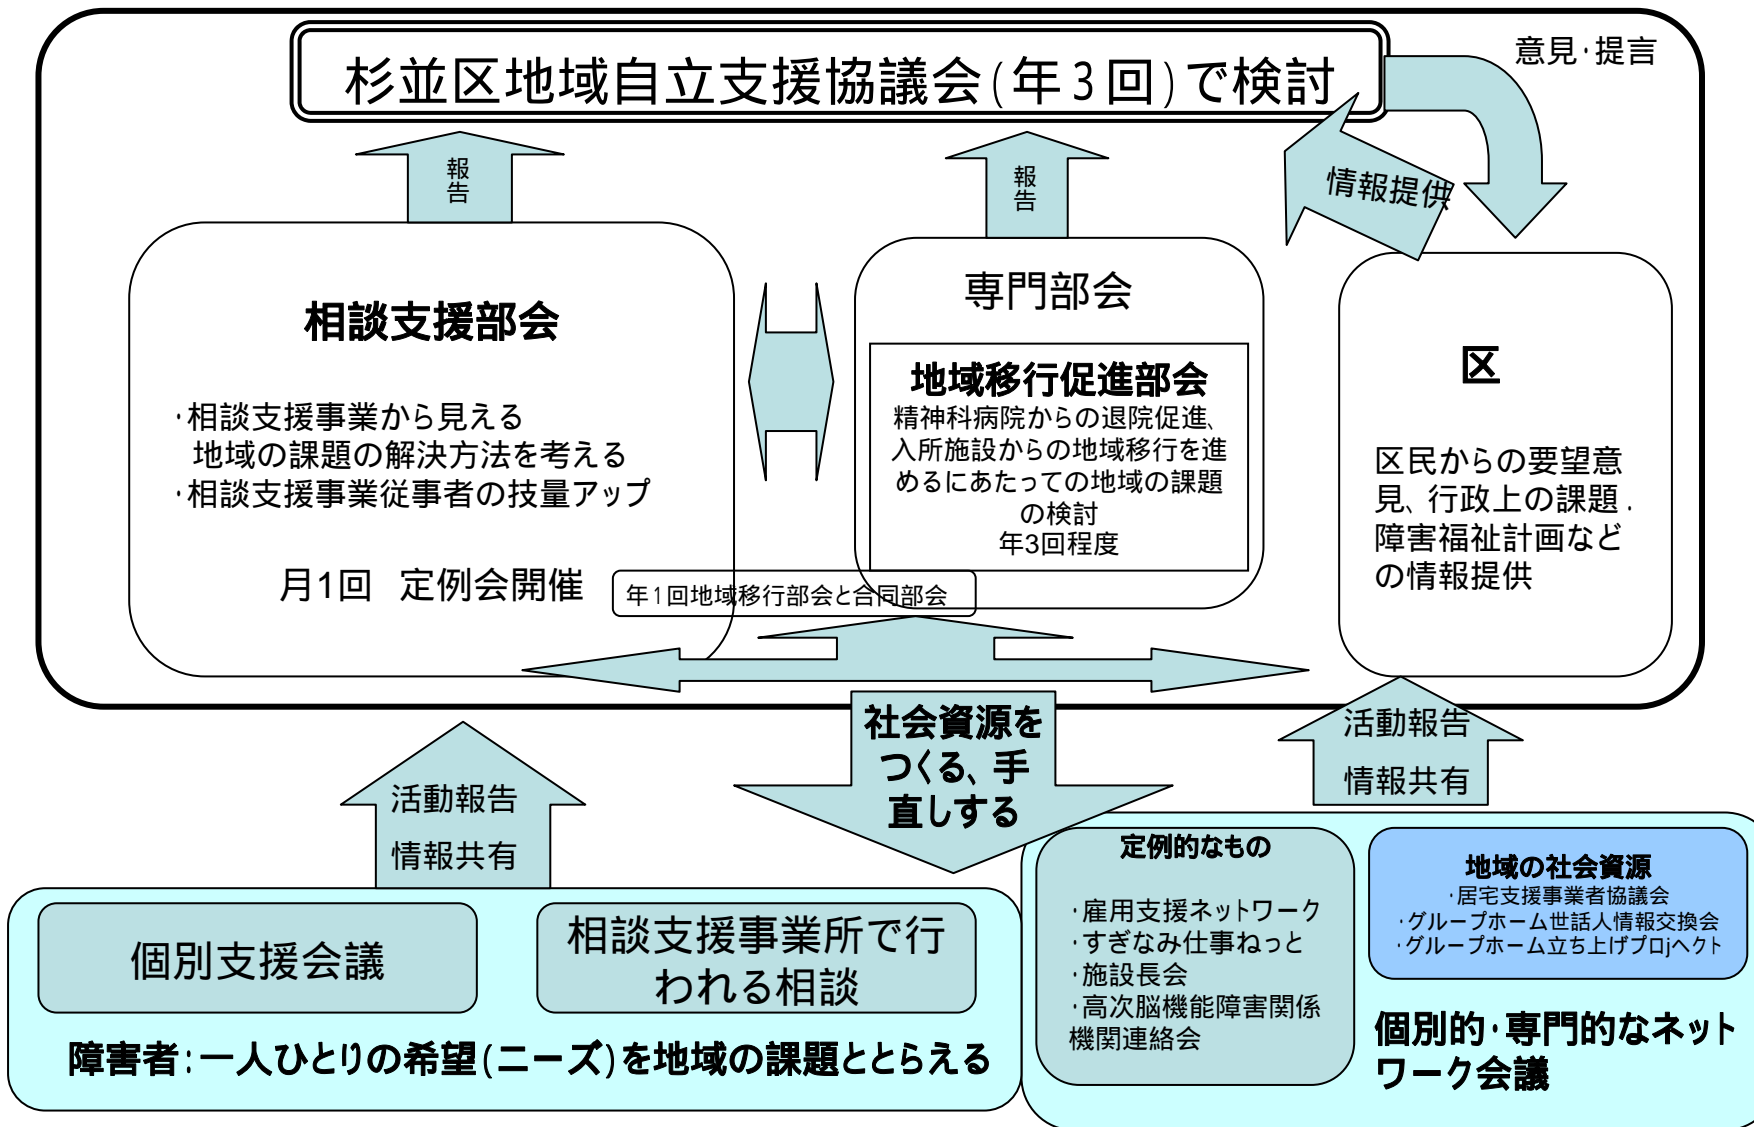 杉並区地域自立支援協議会(年3回)で検討
意見・提言
報告
報告
情報提供
相談支援部会
・相談支援事業から見える
地域の課題の解決方法を考える
・相談支援事業従事者の技量アップ
月1回　定例会開催
専門部会
地域移行促進部会
精神科病院からの退院促進、
入所施設からの地域移行を進
めるにあたっての地域の課題
の検討
年3回程度
年1回地域移行部会と合同部会
区
区民からの要望意
見、行政上の課題．
障害福祉計画など
の情報提供
社会資源を
つくる、手
直しする
活動報告
情報共有
活動報告
情報共有
個別支援会議
相談支援事業所で行
われる相談
障害者：一人ひとりの希望(ニーズ)を地域の課題ととらえる
定例的なもの
・雇用支援ネットワーク
・すぎなみ仕事ねっと
・施設長会
・高次脳機能障害関係
機関連絡会
地域の社会資源
・居宅支援事業者協議会
・グループホーム世話人情報交換会
・グループホーム立ち上げプロjヘクト
個別的・専門的なネット
ワーク会議